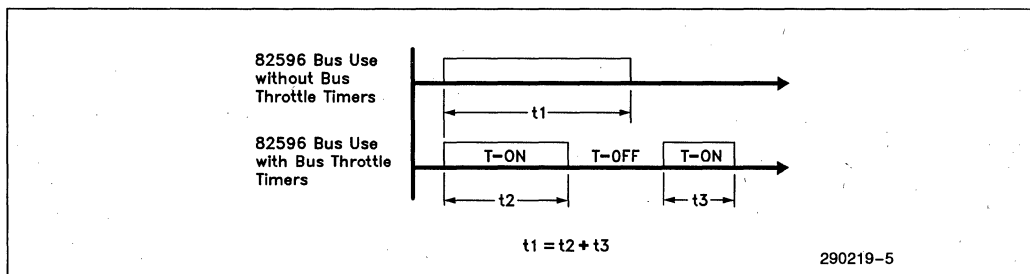 82596 Bus Use
without Bus
Throttle Timers
t1
82596 Bus Use
with Bus Throttle
Timers
T-ON
T-OFF
T-ON
t2
t3
t1 = t2 + t3
290219-5